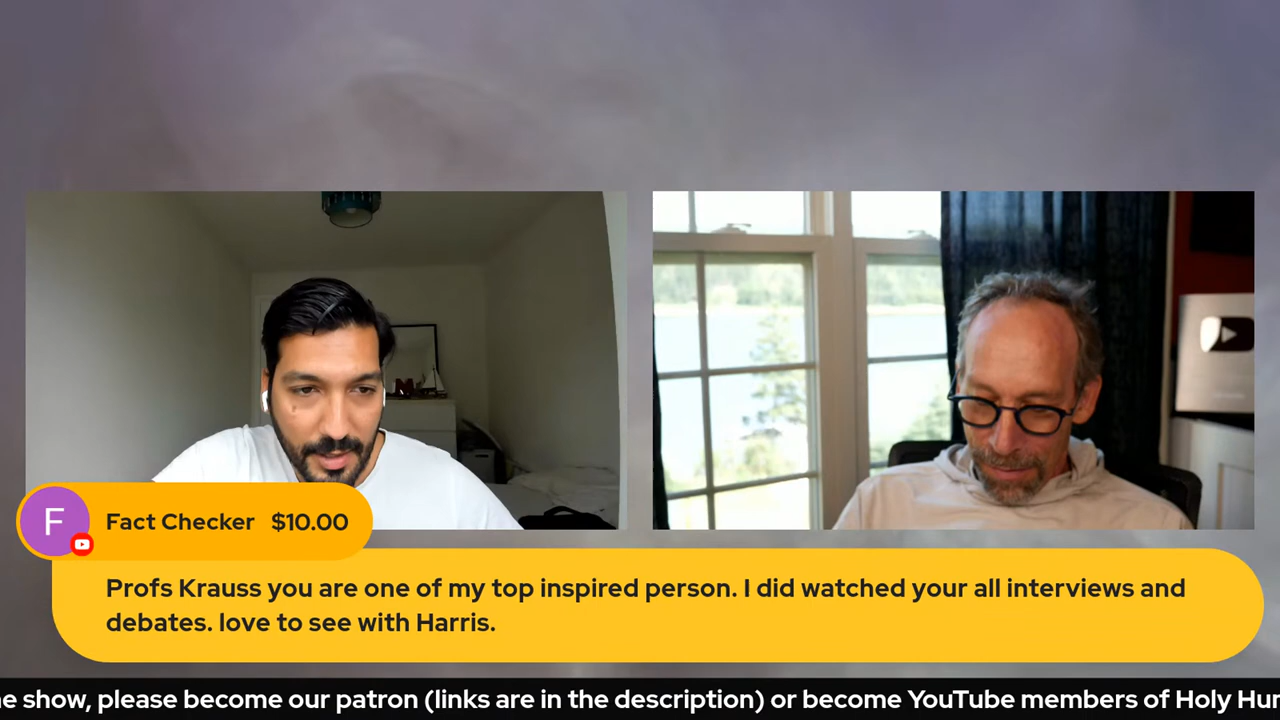 F
Fact Checker $10.00
Profs Krauss you are one of my top inspired person. I did watched your all interviews and
debates. love to see with Harris.
e show, please become our patron (links are in the description) or become YouTube members of Holy Hu